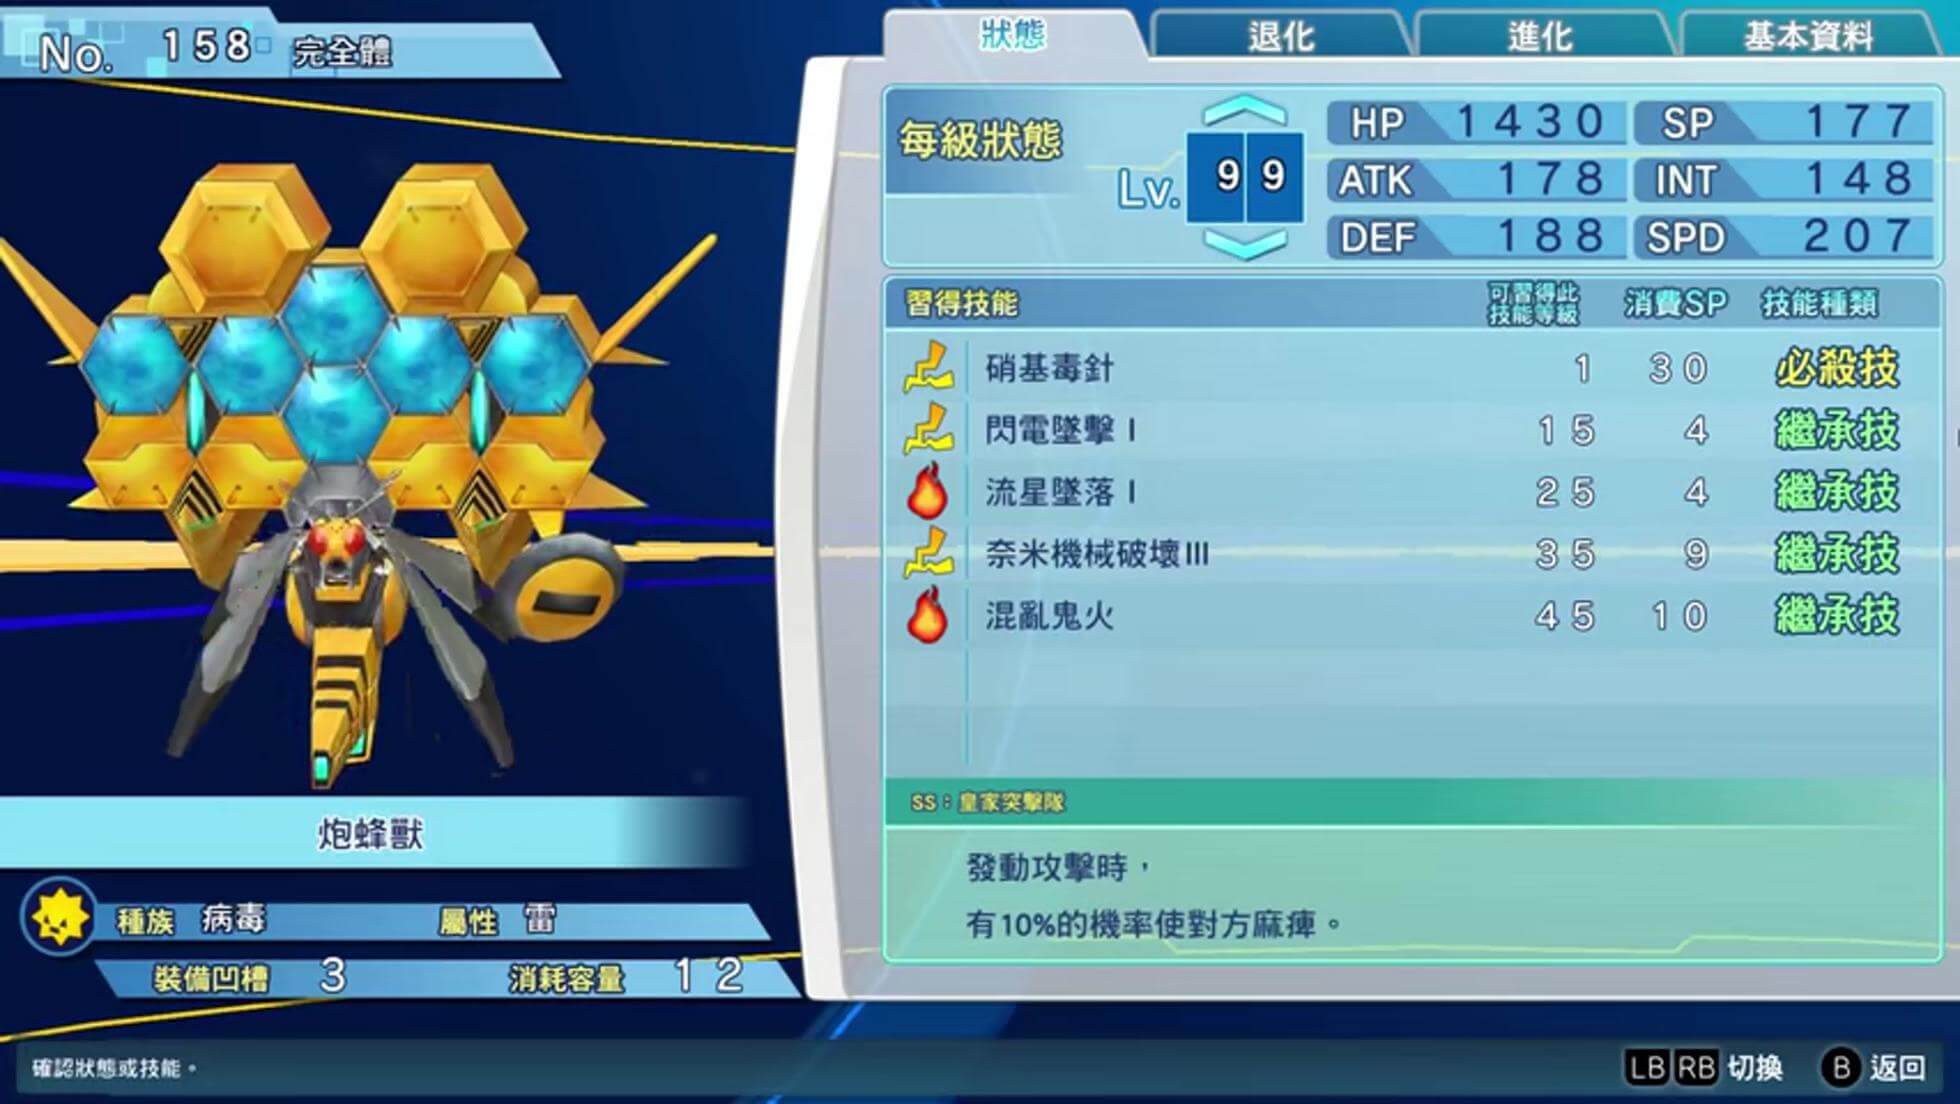 No. 158 完全體
狀態 退化 進化 基本資料
每級狀態
Lv. 99
HP 1430 SP 177
ATK 178 INT 148
DEF 188 SPD 207
習得技能 可習得此技能等級 消費SP 技能種類
硝基毒針 1 30 必殺技
閃電墜擊 I 15 4 繼承技
流星墜落 I 25 4 繼承技
奈米機械破壞III 35 9 繼承技
混亂鬼火 45 10 繼承技
SS：皇家突擊隊
發動攻擊時，
有10%的機率使對方麻痺。
炮蜂獸
種族 病毒 屬性 雷
裝備凹槽 3 消耗容量 12
確認狀態或技能。
LB RB 切換 B 返回